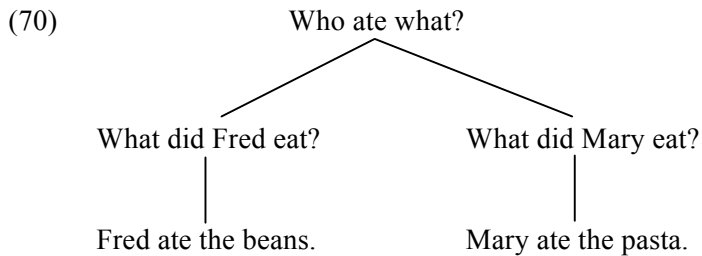 (70) Who ate what?
What did Fred eat? What did Mary eat?
Fred ate the beans. Mary ate the pasta.